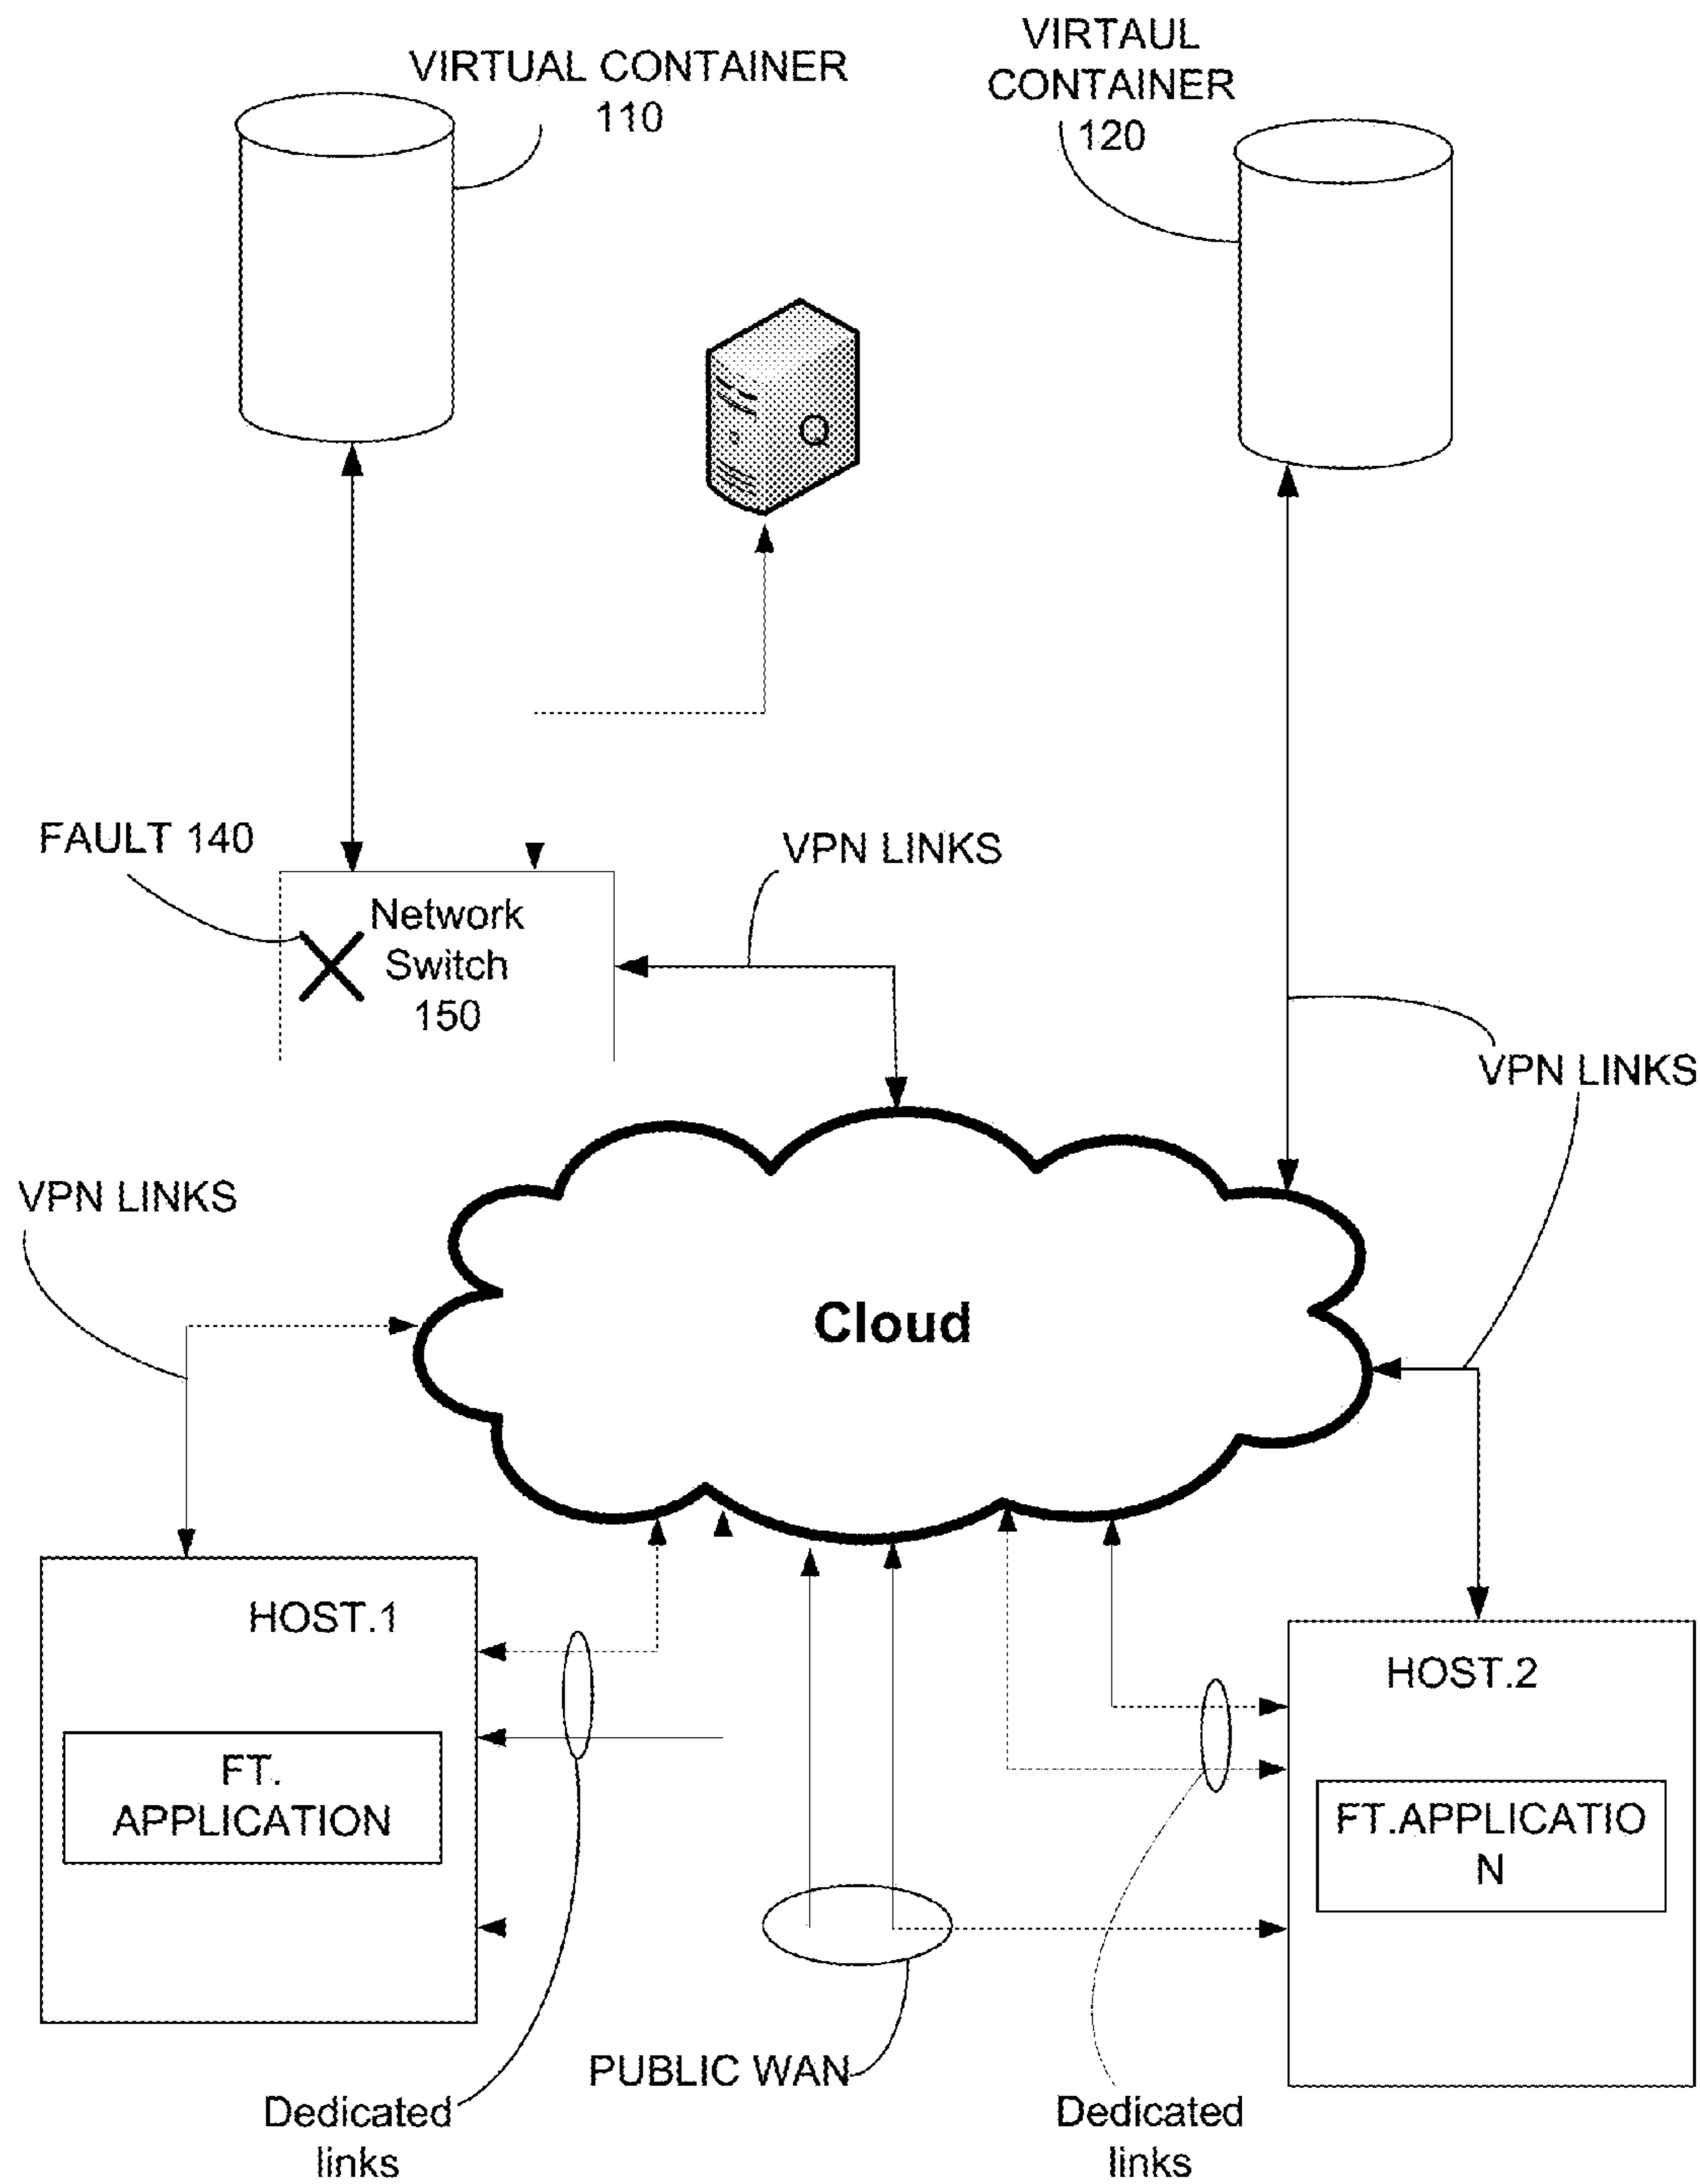 VIRTUAL CONTAINER
110
VIRTAUL
CONTAINER
120
Q
FAULT 140
Network
Switch
150
VPN LINKS
VPN LINKS
VPN LINKS
Cloud
HOST.1
FT.
APPLICATION
HOST.2
FT.APPLICATIO
N
PUBLIC WAN
Dedicated
links
Dedicated
links